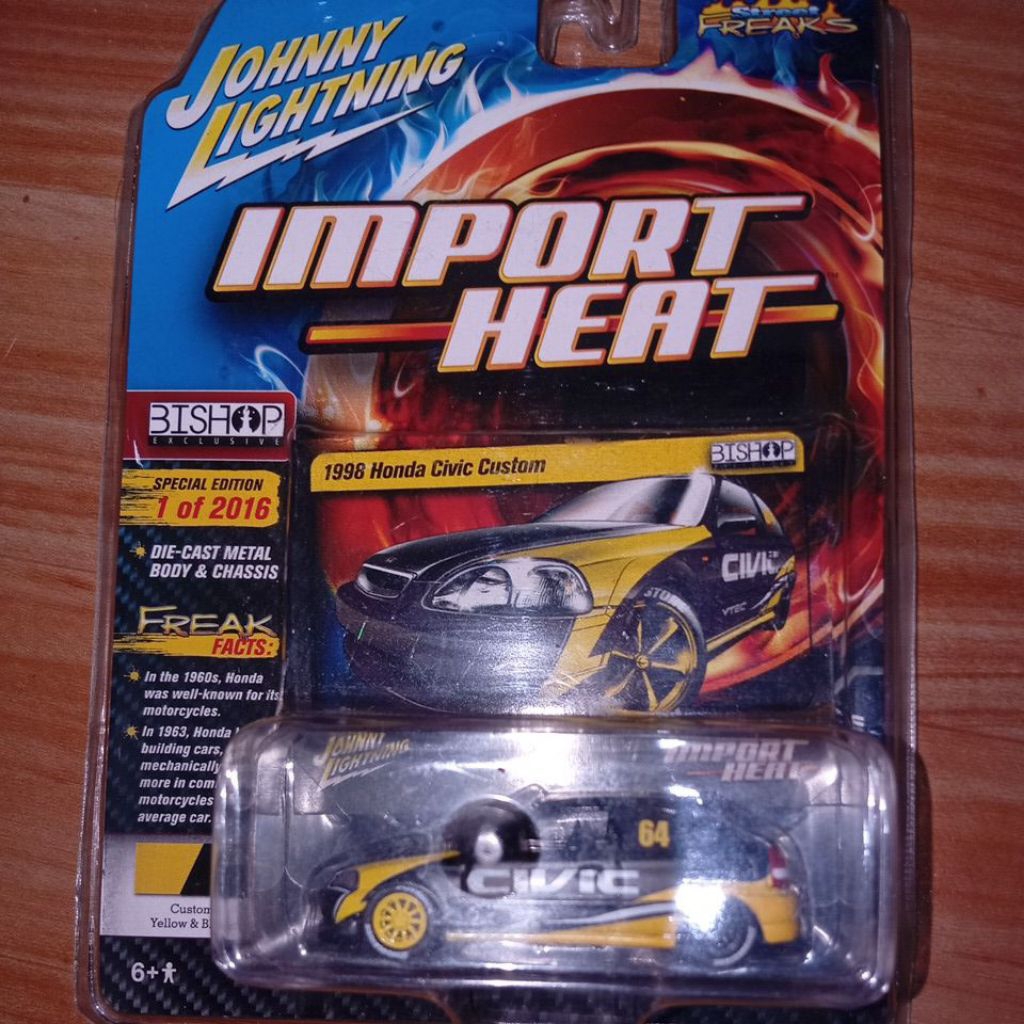 Street
FREAKS
JOHNNY
LIGHTNING
IMPORT
HEAT
BISHOP
EXCLUSIVE
SPECIAL EDITION
1 of 2016
DIE-CAST METAL
BODY & CHASSIS
FREAK
FACTS:
In the 1960s, Honda
was well-known for its
motorcycles.
In 1963, Honda
building cars,
mechanically
more in com
motorcycles
average car.
1998 Honda Civic Custom
BISHOP
CIVIC
VTEC
JOHNNY
LIGHTNING
IMPORT
HEAT
64
CIVIC
Custom
Yellow & B
6+